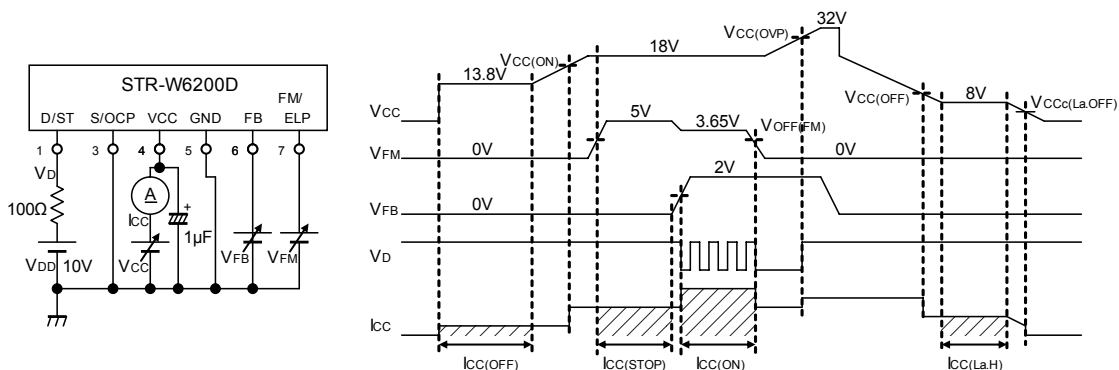 STR-W6200D
D/ST S/OCP VCC GND FB FM/ELP
1 3 4 5 6 7
VD
100Ω
VDD 10V
A
ICC
VCC
+
1µF
VFB
VFM
VCC
13.8V
VCC(ON)
18V
VCC(OVP)
32V
VCC(OFF)
8V
VCCc(La.OFF)
VFM
0V
5V
3.65V
VOFF(FM)
0V
VFB
0V
2V
VD
ICC
ICC(OFF)
ICC(STOP)
ICC(ON)
ICC(La.H)